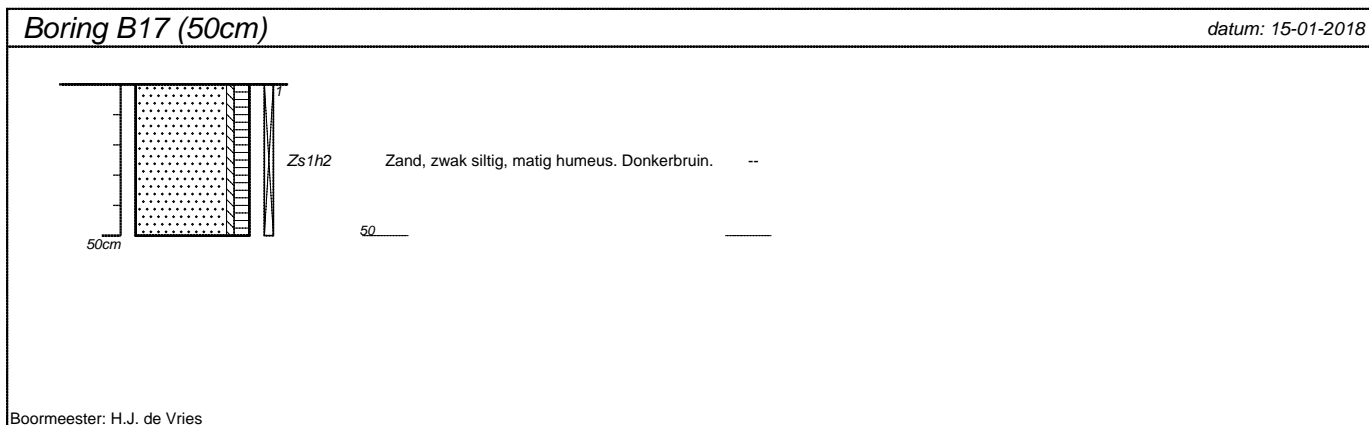 Boring B17 (50cm)
datum: 15-01-2018
1
Zs1h2
Zand, zwak siltig, matig humeus. Donkerbruin.
--
50cm
50
Boormeester: H.J. de Vries